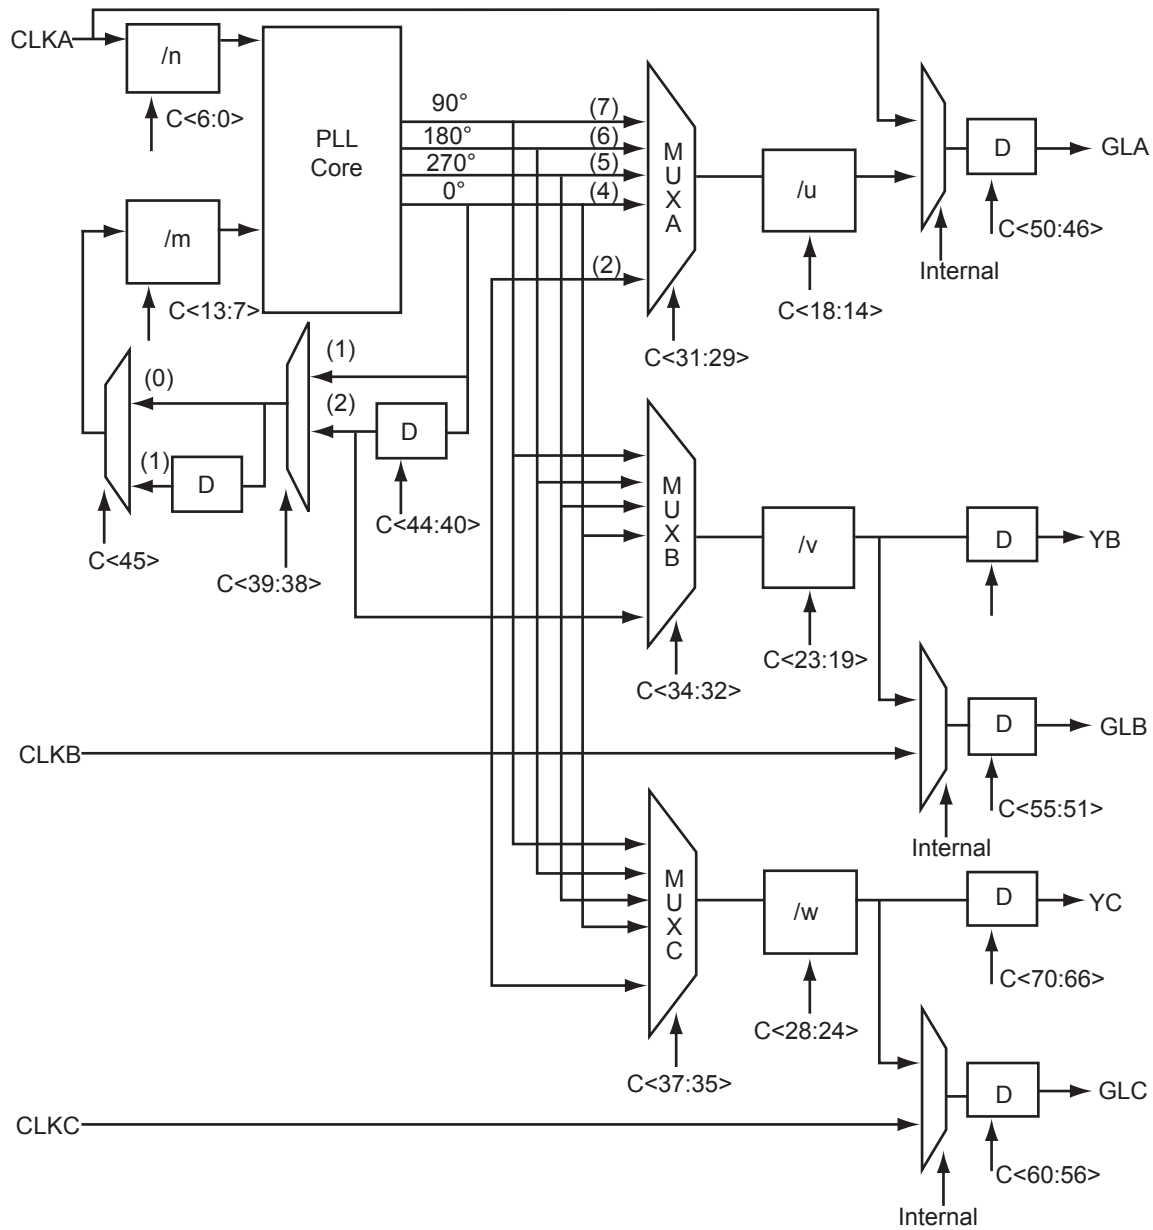 CLKA
/n
C<6:0>
PLL
Core
90°
180°
270°
0°
(7)
(6)
(5)
(4)
(2)
M
U
X
A
/u
C<18:14>
D
GLA
C<50:46>
Internal
/m
C<13:7>
C<31:29>
(0)
(1)
(1)
(2)
D
D
C<44:40>
C<45>
C<39:38>
M
U
X
B
/v
D
YB
C<23:19>
C<34:32>
CLKB
D
GLB
C<55:51>
Internal
M
U
X
C
/w
D
YC
C<70:66>
C<28:24>
C<37:35>
CLKC
D
GLC
C<60:56>
Internal